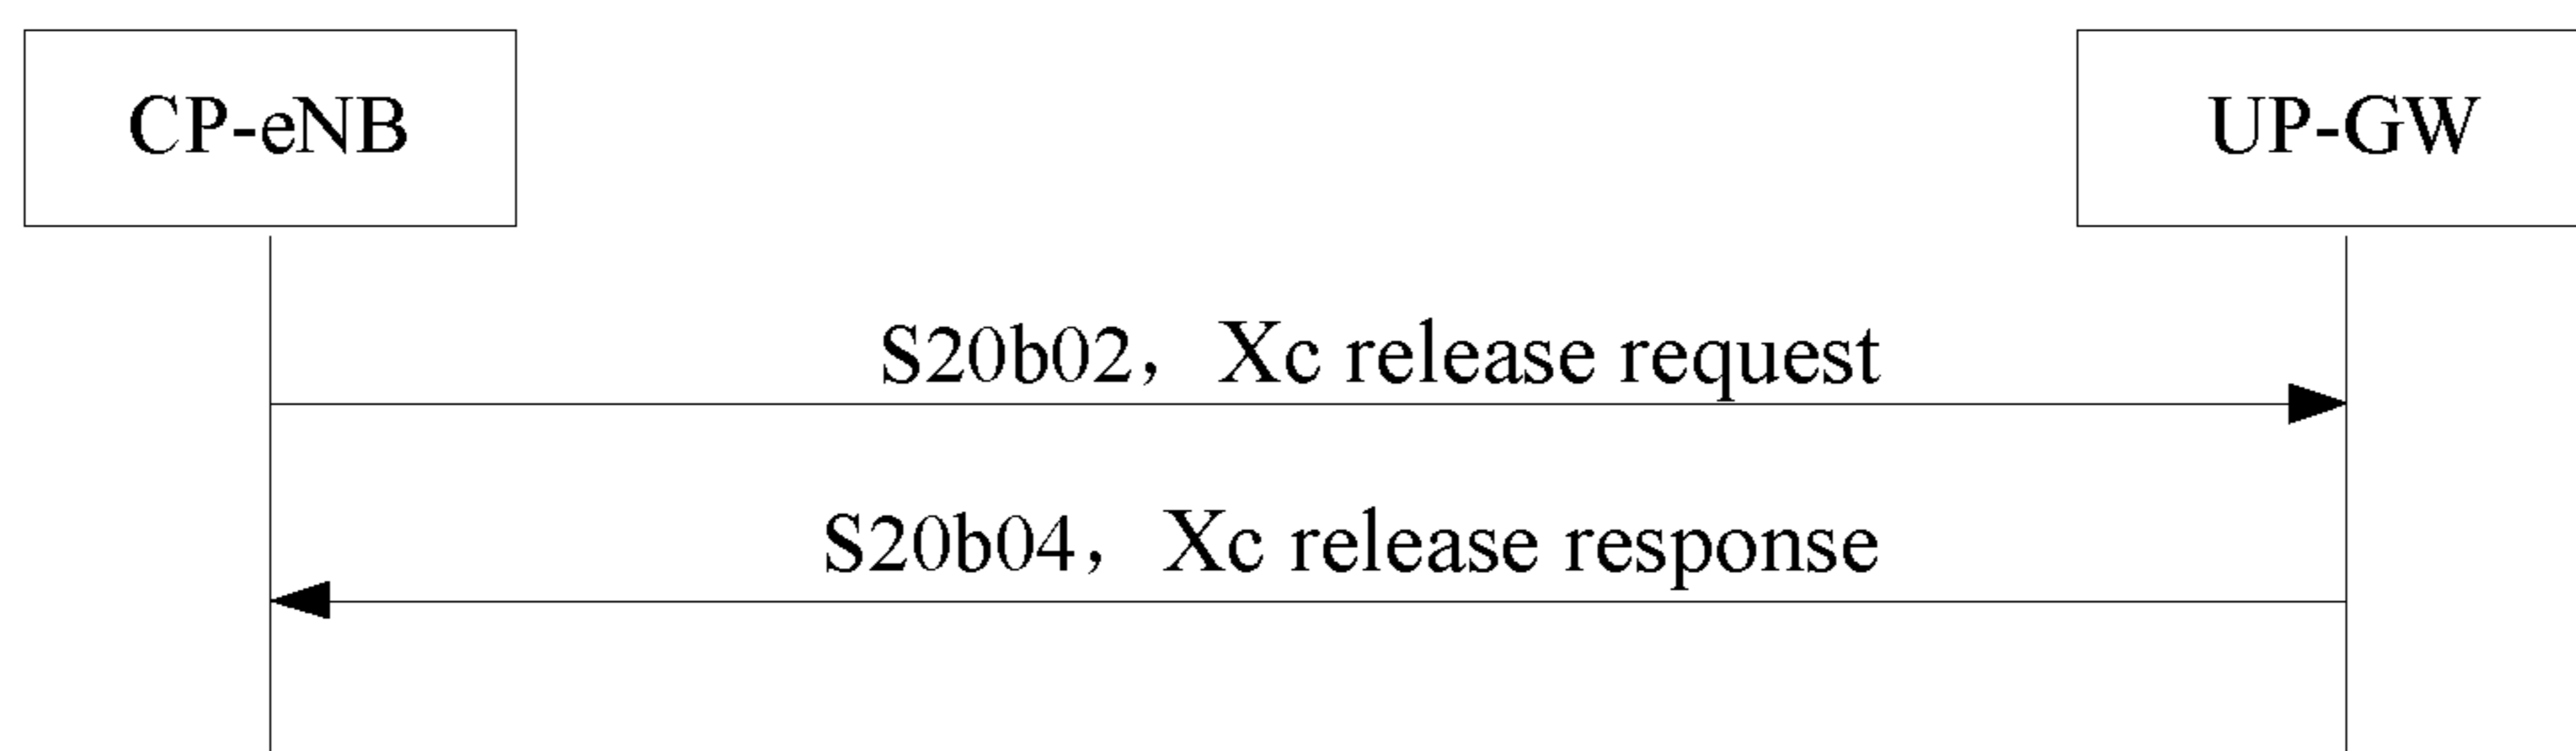 CP-eNB
UP-GW
S20b02，Xc release request
S20b04，Xc release response